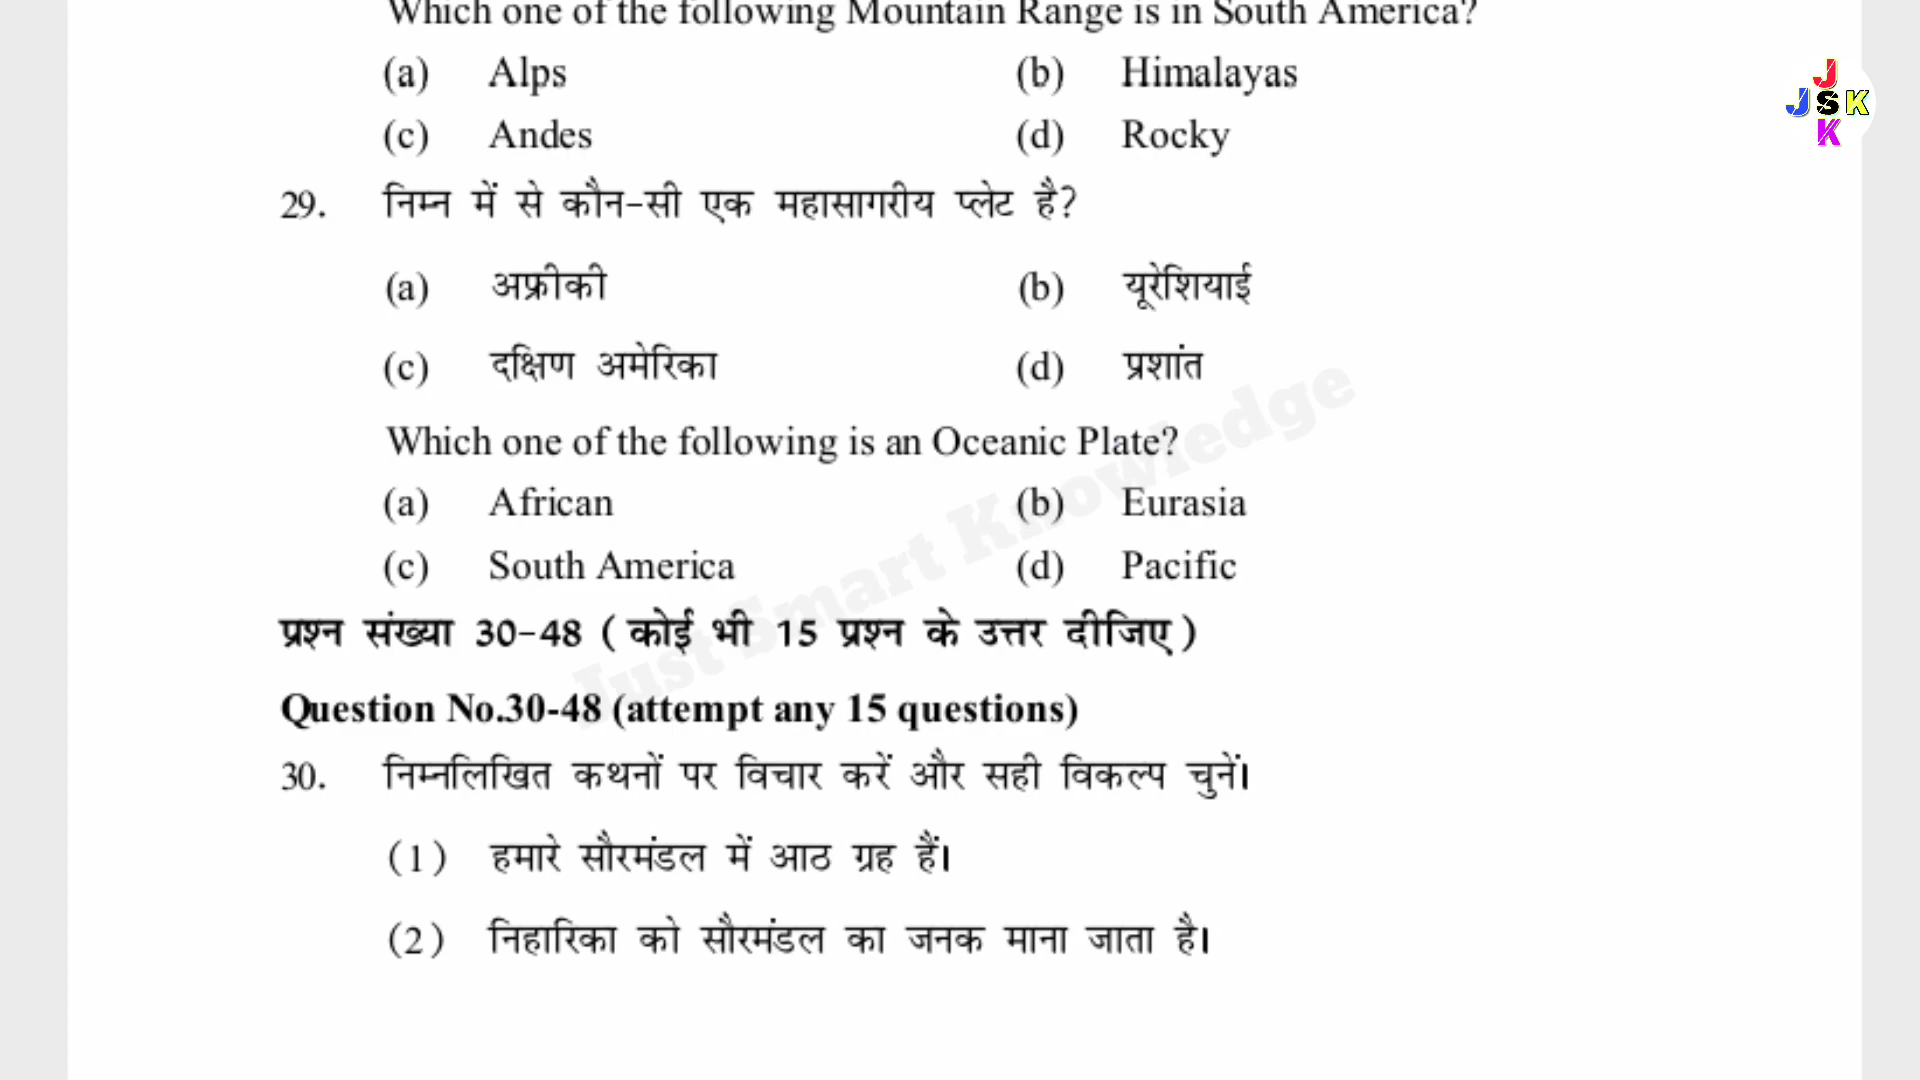 Which one of the following Mountain Range is in South America?
(a) Alps (b) Himalayas
(c) Andes (d) Rocky
29. निम्न में से कौन-सी एक महासागरीय प्लेट है?
(a) अफ्रीकी (b) यूरेशियाई
(c) दक्षिण अमेरिका (d) प्रशांत
Which one of the following is an Oceanic Plate?
(a) African (b) Eurasia
(c) South America (d) Pacific
प्रश्न संख्या 30-48 ( कोई भी 15 प्रश्न के उत्तर दीजिए )
Question No.30-48 (attempt any 15 questions)
30. निम्नलिखित कथनों पर विचार करें और सही विकल्प चुनें।
(1) हमारे सौरमंडल में आठ ग्रह हैं।
(2) निहारिका को सौरमंडल का जनक माना जाता है।
Just Smart Knowledge
J
J S K
K